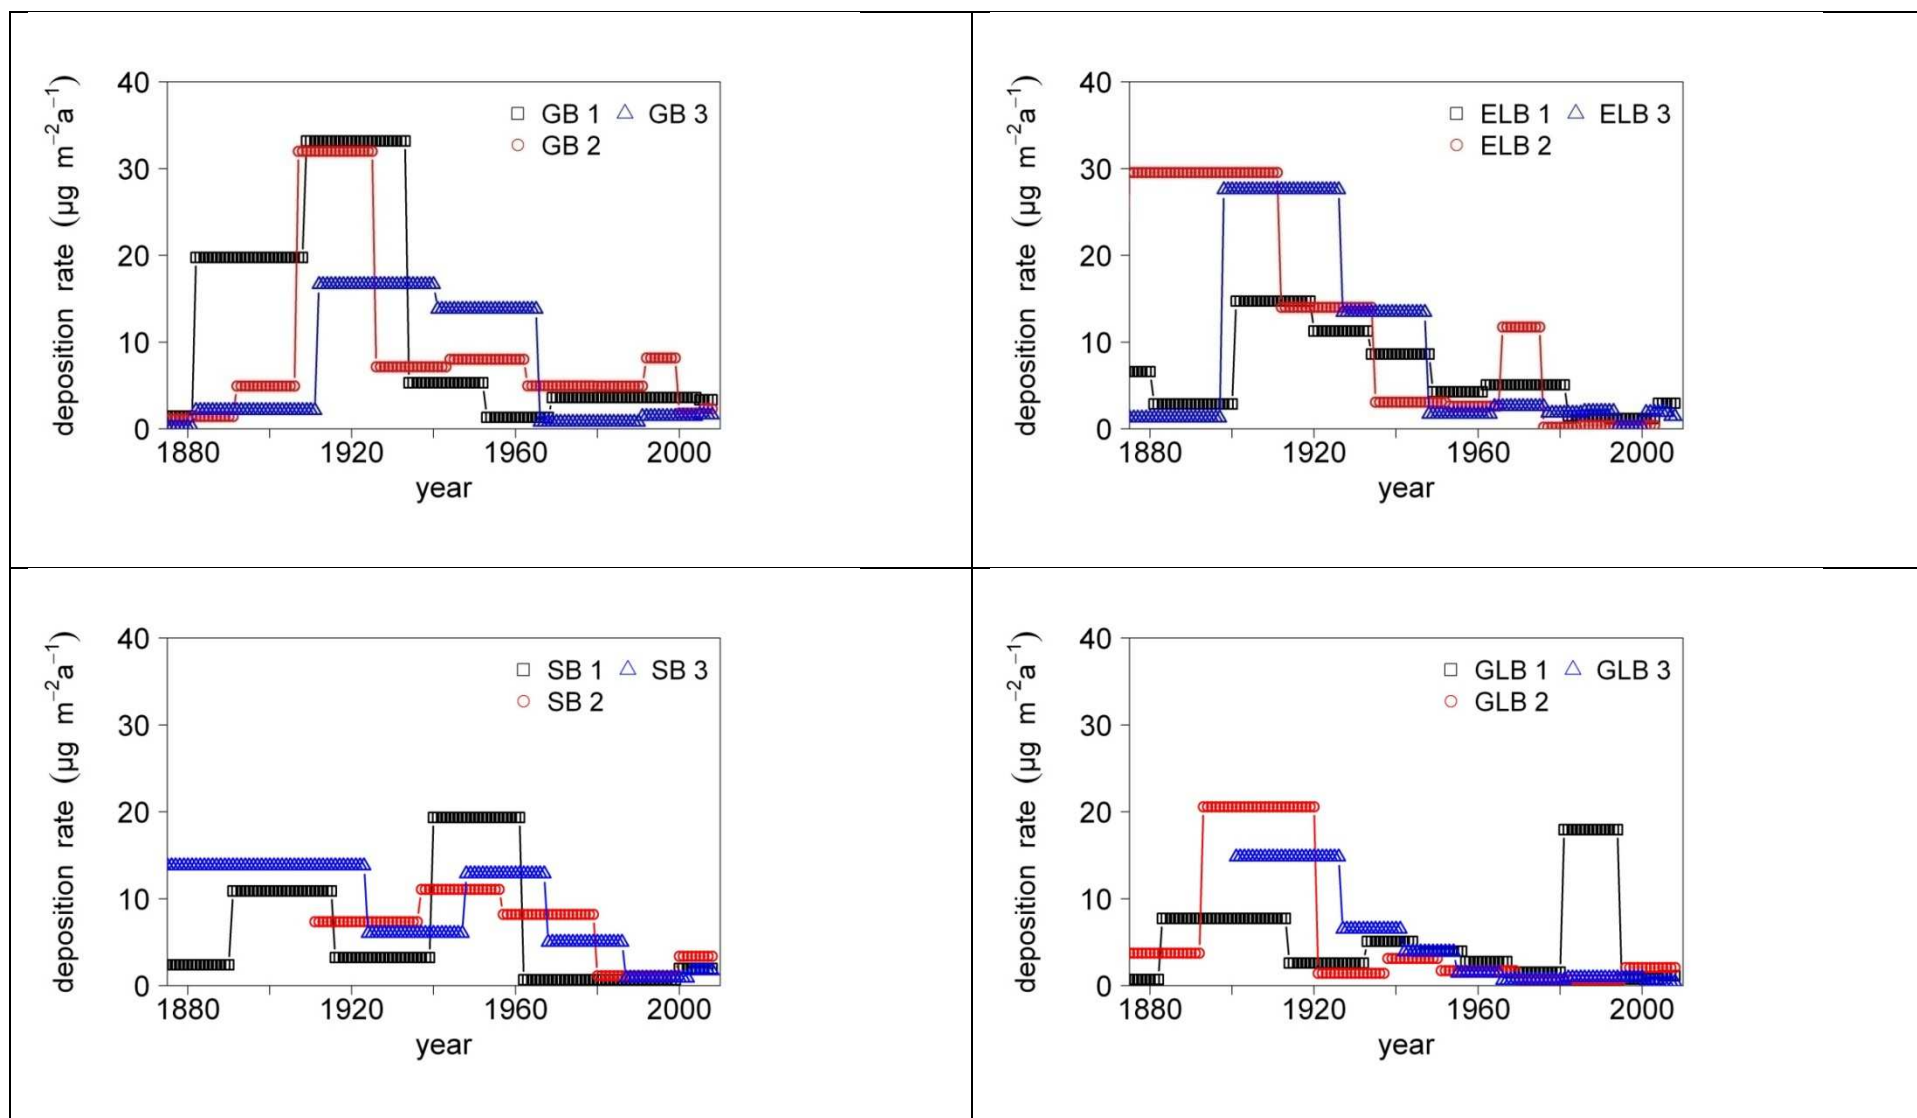 40
30
20
10
0
deposition rate (µg m⁻²a⁻¹)
GB 1 GB 3
GB 2
1880 1920 1960 2000
year
40
30
20
10
0
deposition rate (µg m⁻²a⁻¹)
ELB 1 ELB 3
ELB 2
1880 1920 1960 2000
year
40
30
20
10
0
deposition rate (µg m⁻²a⁻¹)
SB 1 SB 3
SB 2
1880 1920 1960 2000
year
40
30
20
10
0
deposition rate (µg m⁻²a⁻¹)
GLB 1 GLB 3
GLB 2
1880 1920 1960 2000
year